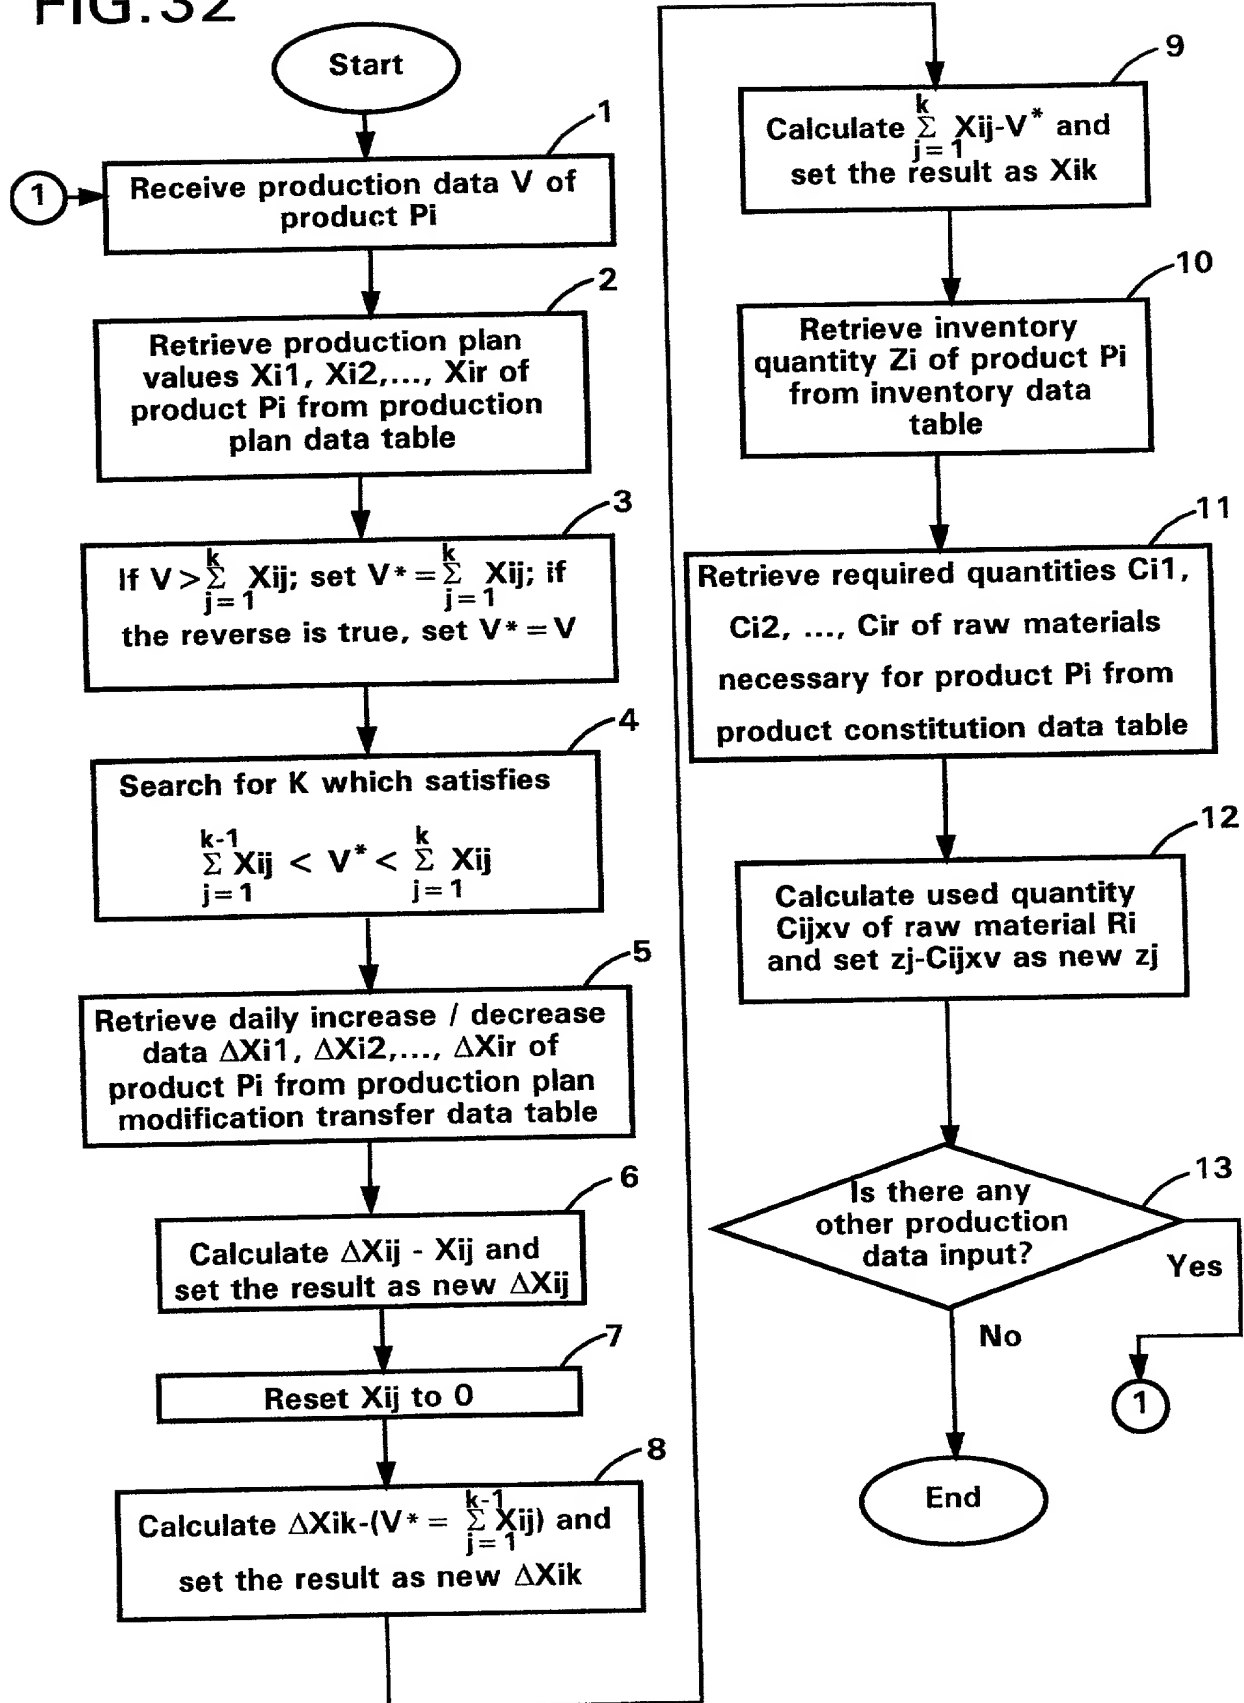 FIG.32
Start
1
1
Receive production data V of
product Pi
2
Retrieve production plan
values Xi1, Xi2,..., Xir of
product Pi from production
plan data table
3
If V > k Σ j=1 Xij; set V* = k Σ j=1 Xij; if
the reverse is true, set V* = V
4
Search for K which satisfies
k-1 Σ j=1 Xij < V* < k Σ j=1 Xij
5
Retrieve daily increase / decrease
data ΔXi1, ΔXi2,..., ΔXir of
product Pi from production plan
modification transfer data table
6
Calculate ΔXij - Xij and
set the result as new ΔXij
7
Reset Xij to 0
8
Calculate ΔXik-(V* = k-1 Σ j=1 Xij) and
set the result as new ΔXik
9
Calculate k Σ j=1 Xij-V* and
set the result as Xik
10
Retrieve inventory
quantity Zi of product Pi
from inventory data
table
11
Retrieve required quantities Ci1,
Ci2, ..., Cir of raw materials
necessary for product Pi from
product constitution data table
12
Calculate used quantity
Cijxv of raw material Ri
and set zj-Cijxv as new zj
13
Is there any
other production
data input?
Yes
No
1
End